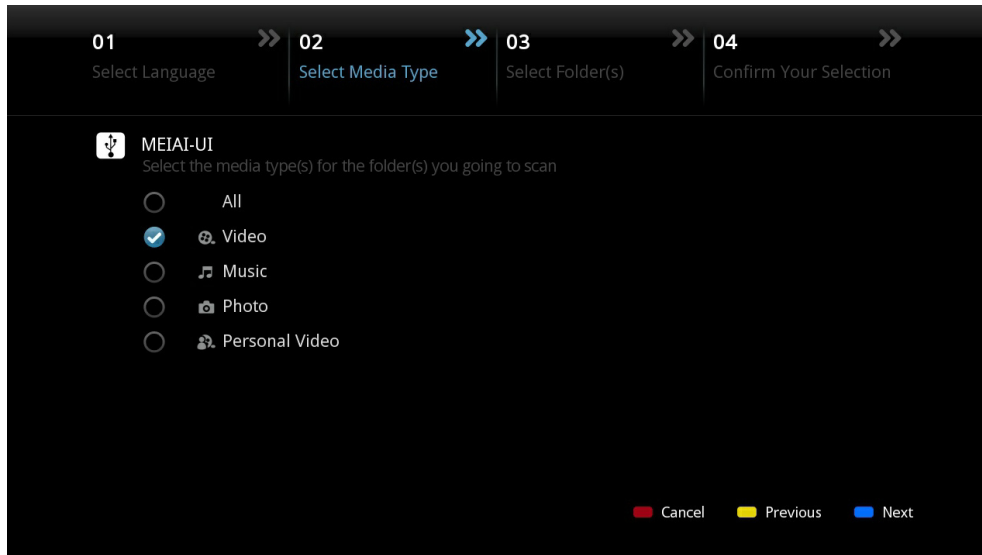 01
Select Language
02
Select Media Type
03
Select Folder(s)
04
Confirm Your Selection
MEIAI-UI
Select the media type(s) for the folder(s) you going to scan
All
Video
Music
Photo
Personal Video
Cancel Previous Next